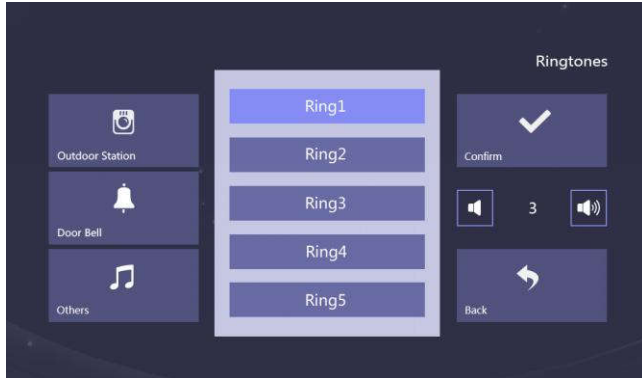 Ringtones
Outdoor Station
Door Bell
Others
Ring1
Ring2
Ring3
Ring4
Ring5
Confirm
3
Back